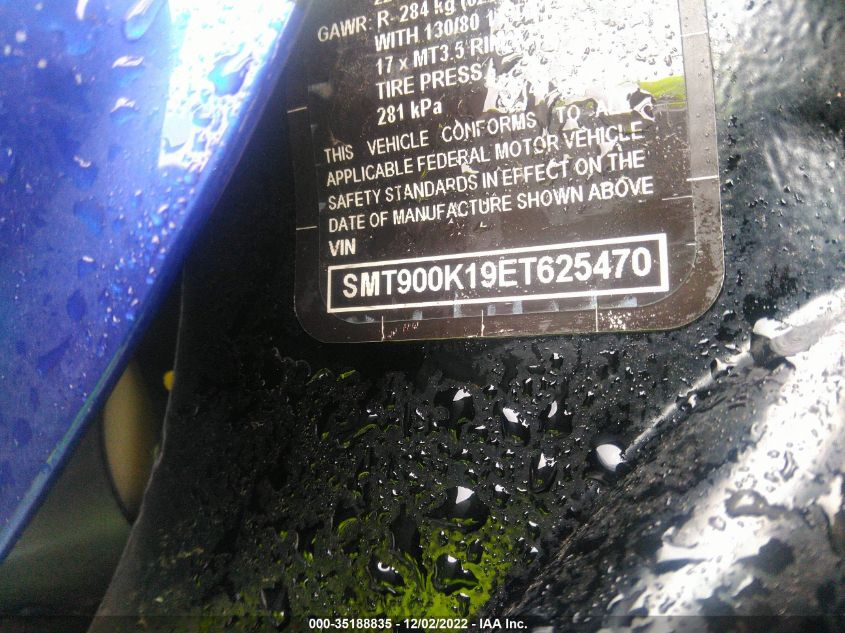 GAWR: R- 284 kg
WITH 130/80
17 x MT3.5
TIRE PRESS
281 kPa
THIS VEHICLE CONFORMS TO ALL
APPLICABLE FEDERAL MOTOR VEHICLE
SAFETY STANDARDS IN EFFECT ON THE
DATE OF MANUFACTURE SHOWN ABOVE
VIN
SMT900K19ET625470
000-35188835 - 12/02/2022 - IAA Inc.